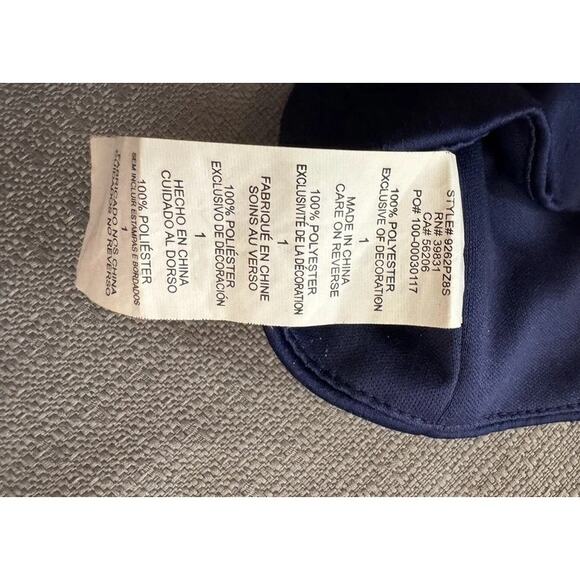 STYLE# 9262PZ8S
RN# 39831
CA# 56206
PO# 100-00030117
100% POLYESTER
EXCLUSIVE OF DECORATION
1
MADE IN CHINA
CARE ON REVERSE
100% POLYESTER
EXCLUSIVITÉ DE LA DÉCORATION
1
FABRIQUÉ EN CHINE
SOINS AU VERSO
100% POLIÉSTER
EXCLUSIVO DE DECORACIÓN
1
HECHO EN CHINA
CUIDADO AL DORSO
100% POLIÉSTER
SEM INCLUIR ESTAMPAS E BORDADOS
1
FABRICADO NOS CHINA
NO REVERSO